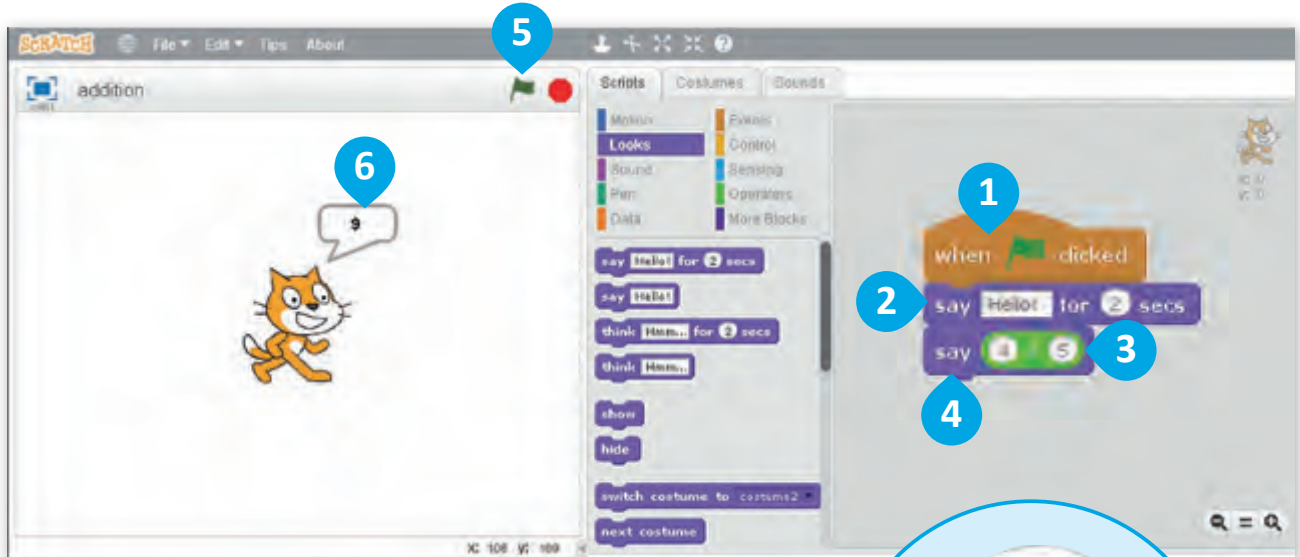 5
SCRATCH File Edit Tips About
addition
Scripts Costumes Sounds
Motion Events
Looks Control
Sound Sensing
Pen Operators
Data More Blocks
6
9
say Hello! for 2 secs
say Hello!
think Hmm... for 2 secs
think Hmm...
show
hide
switch costume to costume2
next costume
1
when clicked
2
say Hello! for 2 secs
say 4 5
3
4